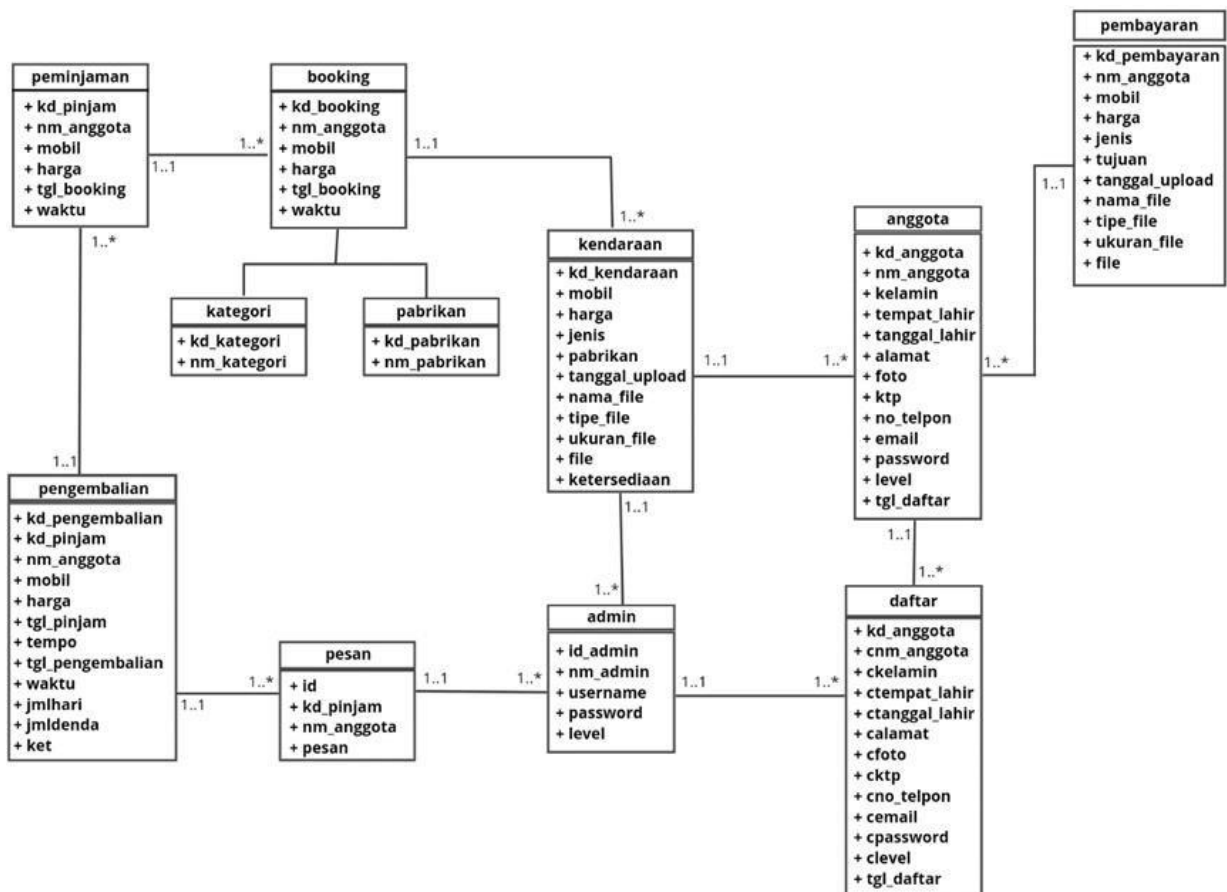 pembayaran
+ kd_pembayaran
+ nm_anggota
+ mobil
+ harga
+ jenis
+ tujuan
+ tanggal_upload
+ nama_file
+ tipe_file
+ ukuran_file
+ file
peminjaman
+ kd_pinjam
+ nm_anggota
+ mobil
+ harga
+ tgl_booking
+ waktu
1..1
1..*
booking
+ kd_booking
+ nm_anggota
+ mobil
+ harga
+ tgl_booking
+ waktu
1..1
1..*
1..1
1..*
kategori
+ kd_kategori
+ nm_kategori
pabrikan
+ kd_pabrikan
+ nm_pabrikan
kendaraan
+ kd_kendaraan
+ mobil
+ harga
+ jenis
+ pabrikan
+ tanggal_upload
+ nama_file
+ tipe_file
+ ukuran_file
+ file
+ ketersediaan
1..1
1..*
anggota
+ kd_anggota
+ nm_anggota
+ kelamin
+ tempat_lahir
+ tanggal_lahir
+ alamat
+ foto
+ ktp
+ no_telpon
+ email
+ password
+ level
+ tgl_daftar
1..*
1..1
1..1
1..1
1..*
1..*
pengembalian
+ kd_pengembalian
+ kd_pinjam
+ nm_anggota
+ mobil
+ harga
+ tgl_pinjam
+ tempo
+ tgl_pengembalian
+ waktu
+ jmlhari
+ jmldenda
+ ket
1..1
1..*
pesan
+ id
+ kd_pinjam
+ nm_anggota
+ pesan
1..1
1..*
admin
+ id_admin
+ nm_admin
+ username
+ password
+ level
1..1
1..*
daftar
+ kd_anggota
+ cnm_anggota
+ ckelamin
+ ctempat_lahir
+ ctanggal_lahir
+ calamat
+ cfoto
+ cktp
+ cno_telpon
+ cemail
+ cpassword
+ clevel
+ tgl_daftar